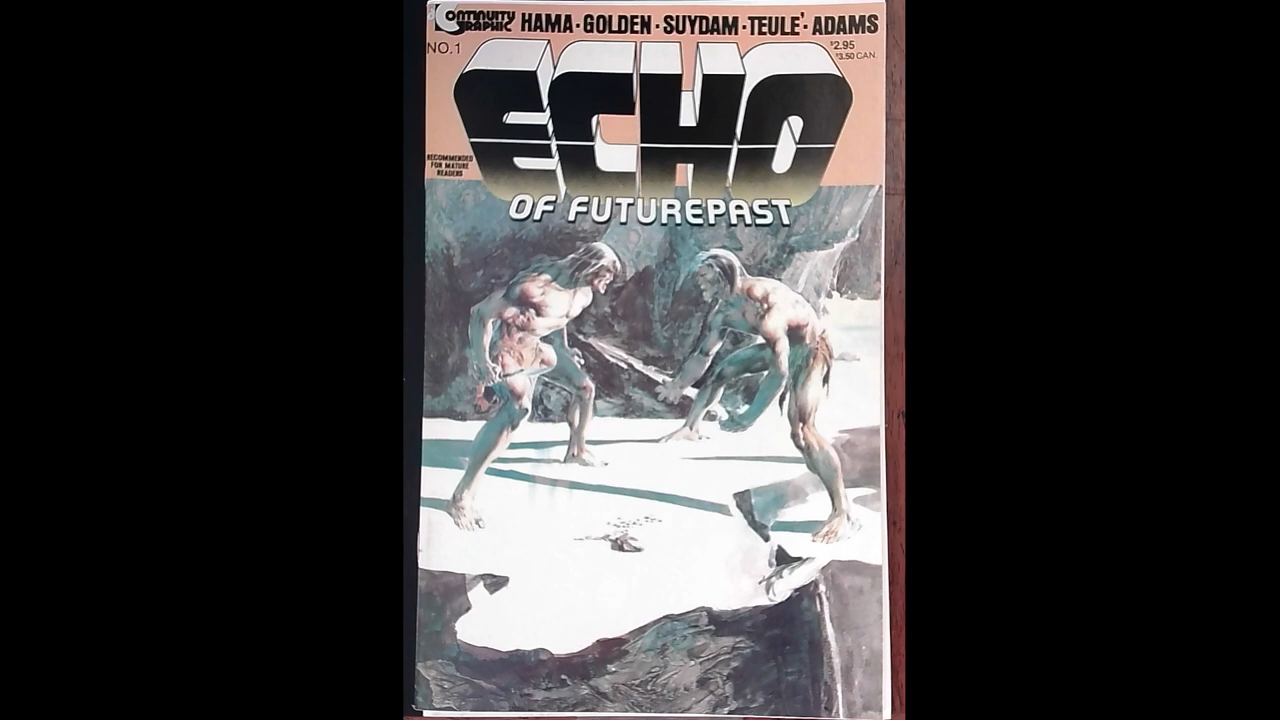 CONTINUITY
GRAPHIC
HAMA · GOLDEN · SUYDAM · TEULE' · ADAMS
NO.1
$2.95
$3.50 CAN.
ECHO
RECOMMENDED
FOR MATURE
READERS
OF FUTUREPAST